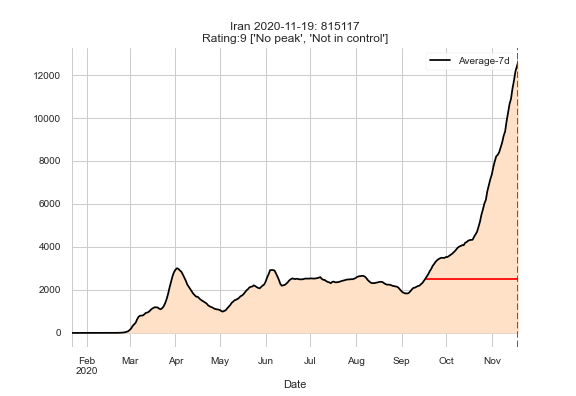 Iran 2020-11-19: 815117
Rating:9 ['No peak', 'Not in control']
Average-7d
12000
10000
8000
6000
4000
2000
0
Feb Mar Apr May Jun Jul Aug Sep Oct Nov
2020
Date